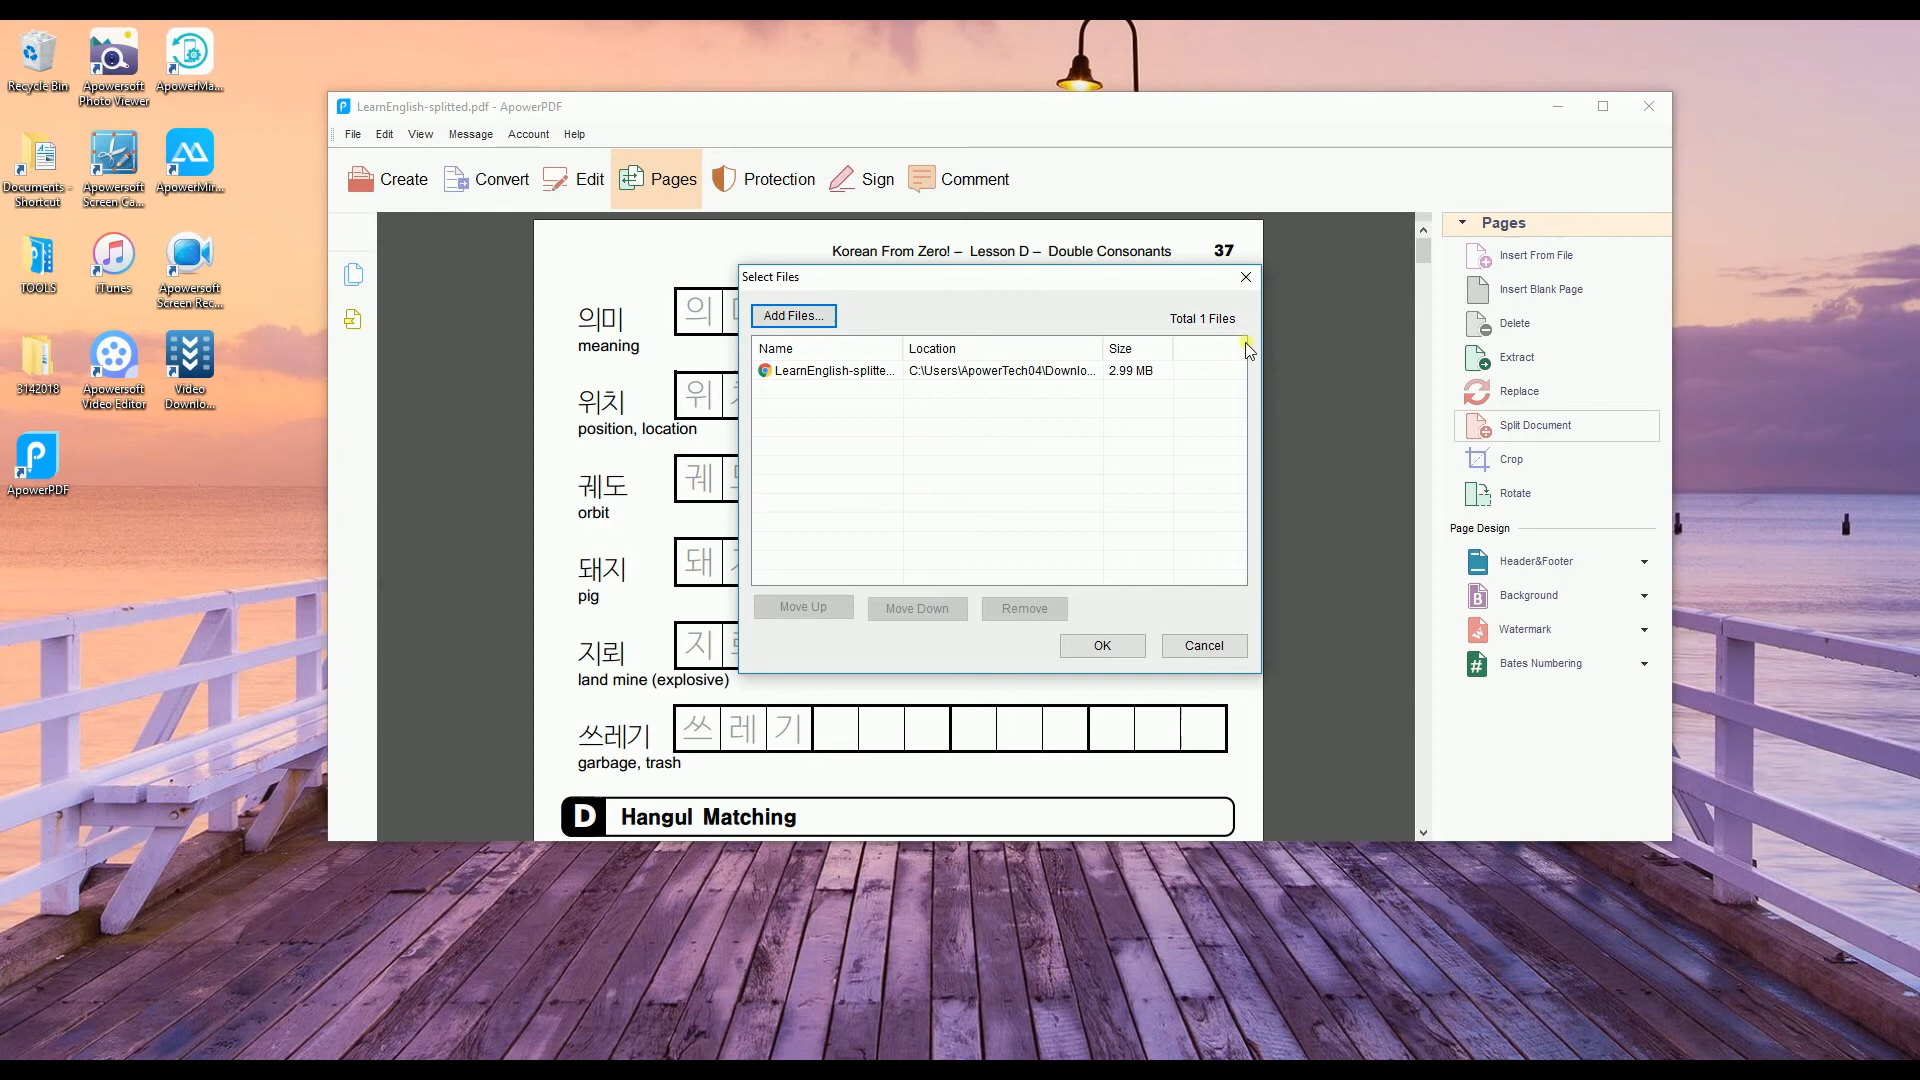 Recycle Bin
Apowersoft
Photo Viewer
ApowerMa...
Documents -
Shortcut
Apowersoft
Screen Ca...
ApowerMir...
TOOLS
iTunes
Apowersoft
Screen Rec...
3142018
Apowersoft
Video Editor
Video
Downlo...
ApowerPDF
LearnEnglish-splitted.pdf - ApowerPDF
File Edit View Message Account Help
Create Convert Edit Pages Protection Sign Comment
Korean From Zero! – Lesson D – Double Consonants 37
의미 의
meaning
위치 위
position, location
궤도 궤
orbit
돼지 돼
pig
지뢰 지
land mine (explosive)
쓰레기 쓰 레 기
garbage, trash
D Hangul Matching
Select Files
Add Files...
Total 1 Files
Name Location Size
LearnEnglish-splitte... C:\Users\ApowerTech04\Downlo... 2.99 MB
Move Up Move Down Remove
OK Cancel
Pages
Insert From File
Insert Blank Page
Delete
Extract
Replace
Split Document
Crop
Rotate
Page Design
Header&Footer
Background
Watermark
Bates Numbering